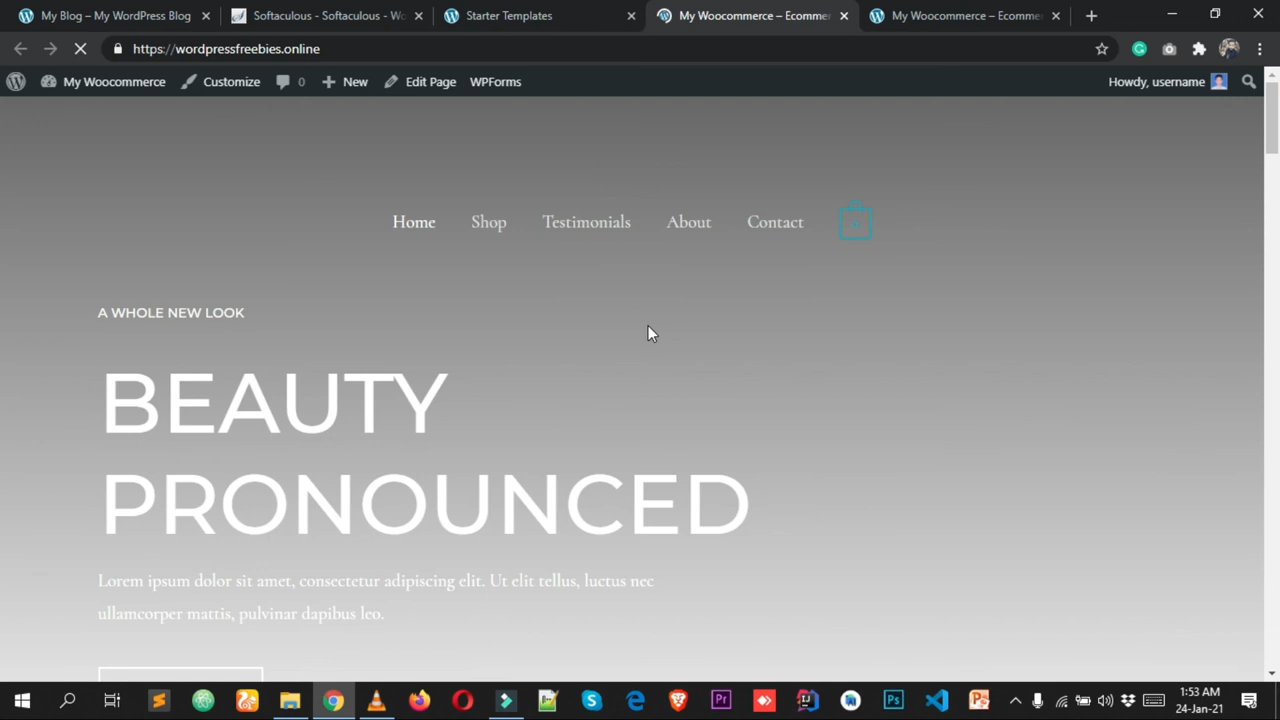 My Blog – My WordPress Blog
Softaculous - Softaculous - Wo
Starter Templates
My Woocommerce – Ecommer
My Woocommerce – Ecommer
https://wordpressfreebies.online
My Woocommerce
Customize
0
New
Edit Page
WPForms
Howdy, username
Home
Shop
Testimonials
About
Contact
A WHOLE NEW LOOK
BEAUTY
PRONOUNCED
Lorem ipsum dolor sit amet, consectetur adipiscing elit. Ut elit tellus, luctus nec
ullamcorper mattis, pulvinar dapibus leo.
1:53 AM
24-Jan-21